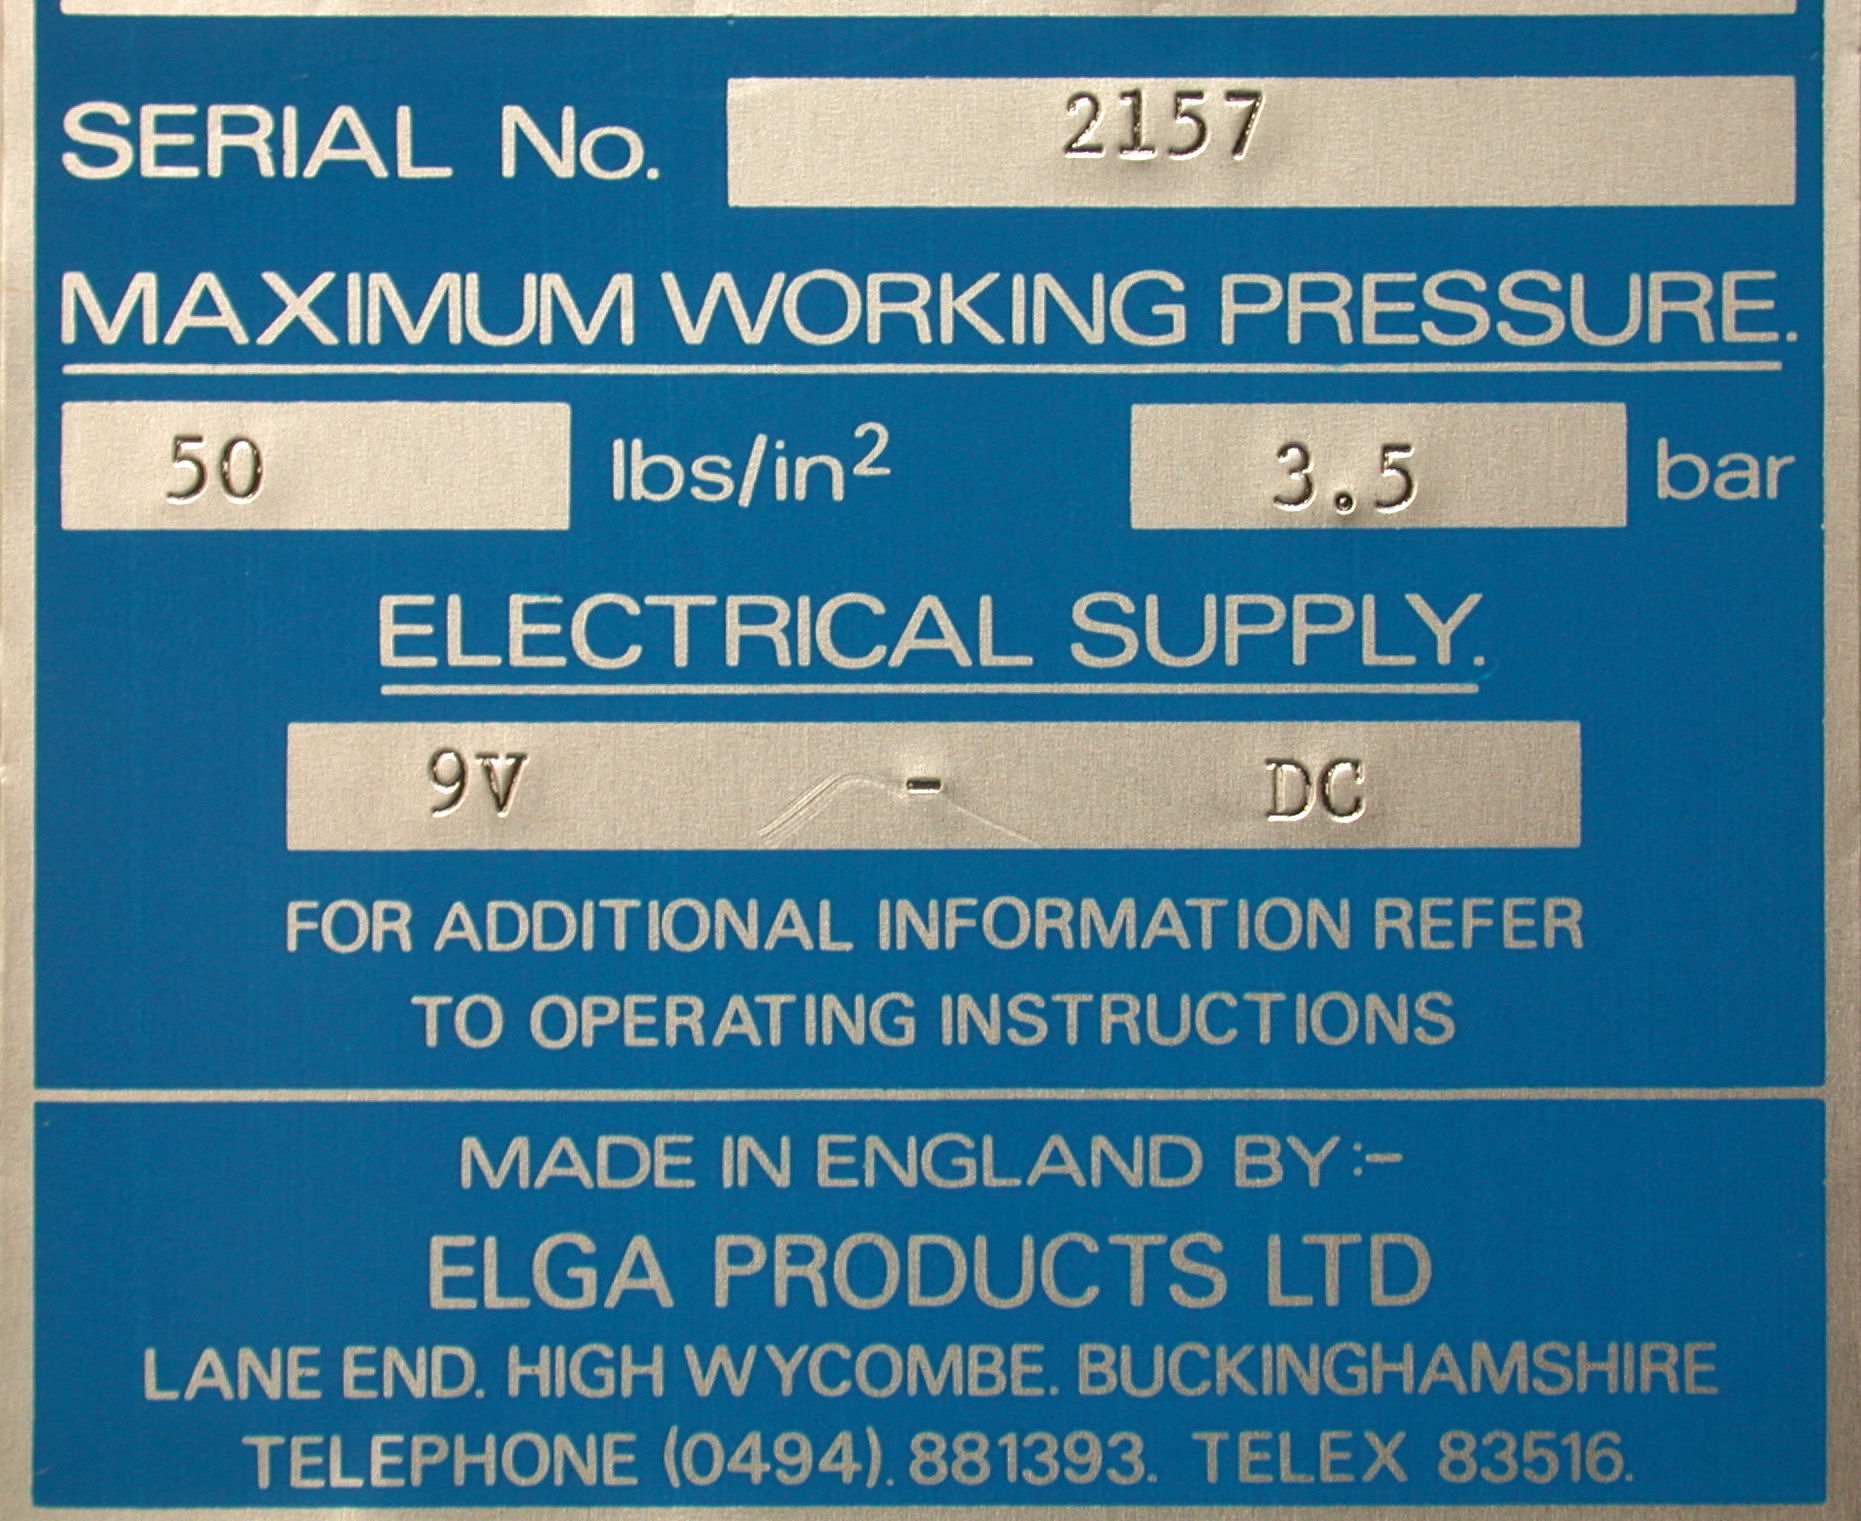 SERIAL No. 2157
MAXIMUM WORKING PRESSURE.
50 lbs/in² 3.5 bar
ELECTRICAL SUPPLY.
9V - DC
FOR ADDITIONAL INFORMATION REFER
TO OPERATING INSTRUCTIONS
MADE IN ENGLAND BY:-
ELGA PRODUCTS LTD
LANE END. HIGH WYCOMBE. BUCKINGHAMSHIRE
TELEPHONE (0494). 881393. TELEX 83516.